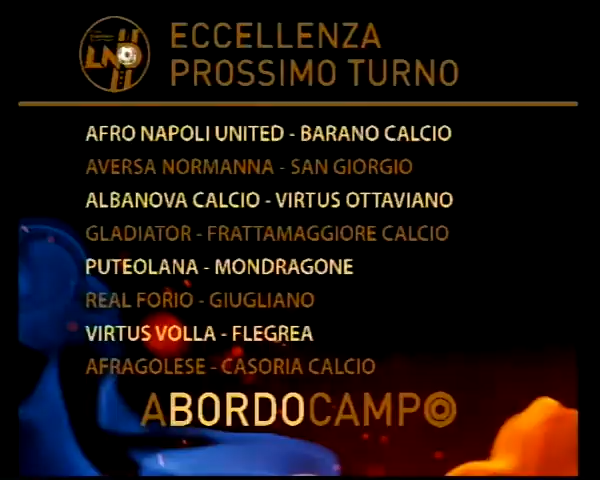 LND
ECCELLENZA
PROSSIMO TURNO
AFRO NAPOLI UNITED - BARANO CALCIO
AVERSA NORMANNA - SAN GIORGIO
ALBANOVA CALCIO - VIRTUS OTTAVIANO
GLADIATOR - FRATTAMAGGIORE CALCIO
PUTEOLANA - MONDRAGONE
REAL FORIO - GIUGLIANO
VIRTUS VOLLA - FLEGREA
AFRAGOLESE - CASORIA CALCIO
ABORDOCAMPO